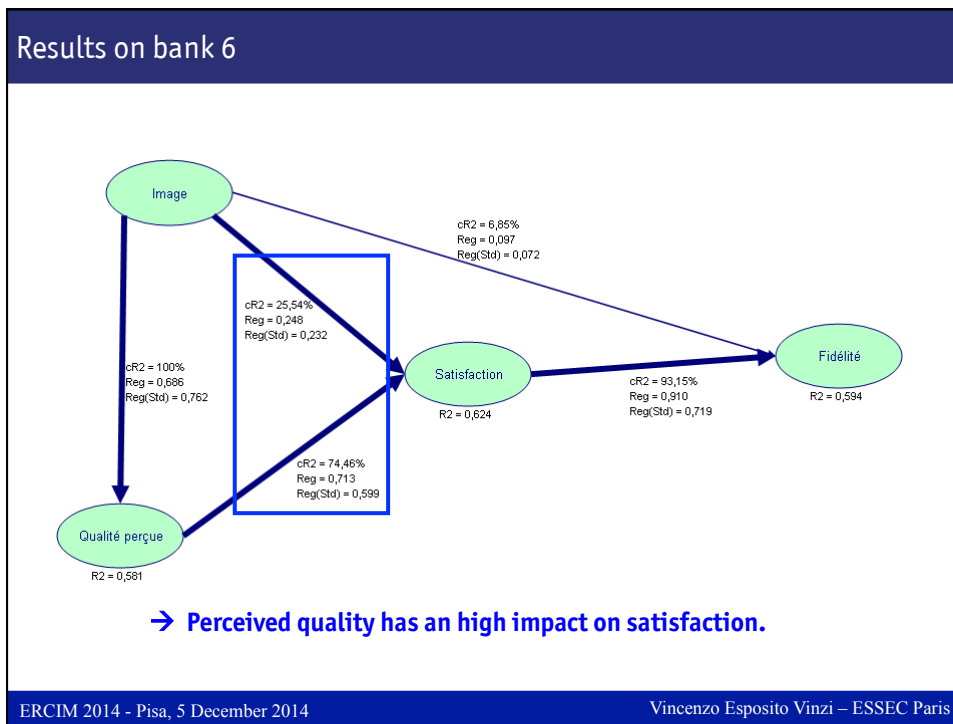 Results on bank 6
Image
cR2 = 6,85%
Reg = 0,097
Reg(Std) = 0,072
cR2 = 25,54%
Reg = 0,248
Reg(Std) = 0,232
cR2 = 100%
Reg = 0,686
Reg(Std) = 0,762
Satisfaction
R2 = 0,624
Fidélité
R2 = 0,594
cR2 = 93,15%
Reg = 0,910
Reg(Std) = 0,719
cR2 = 74,46%
Reg = 0,713
Reg(Std) = 0,599
Qualité perçue
R2 = 0,581
→ Perceived quality has an high impact on satisfaction.
ERCIM 2014 - Pisa, 5 December 2014
Vincenzo Esposito Vinzi – ESSEC Paris